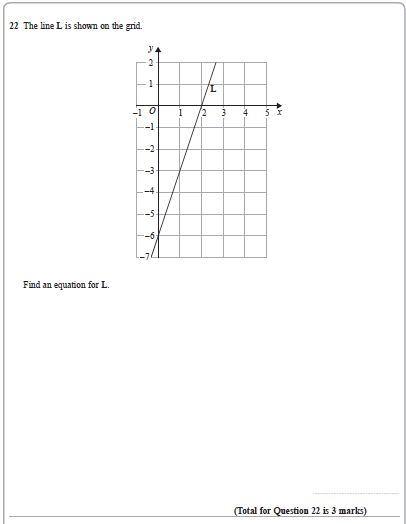 22 The line L is shown on the grid.
y
2
1
L
–1 O 1 2 3 4 5 x
–1
–2
–3
–4
–5
–6
–7
Find an equation for L.
(Total for Question 22 is 3 marks)